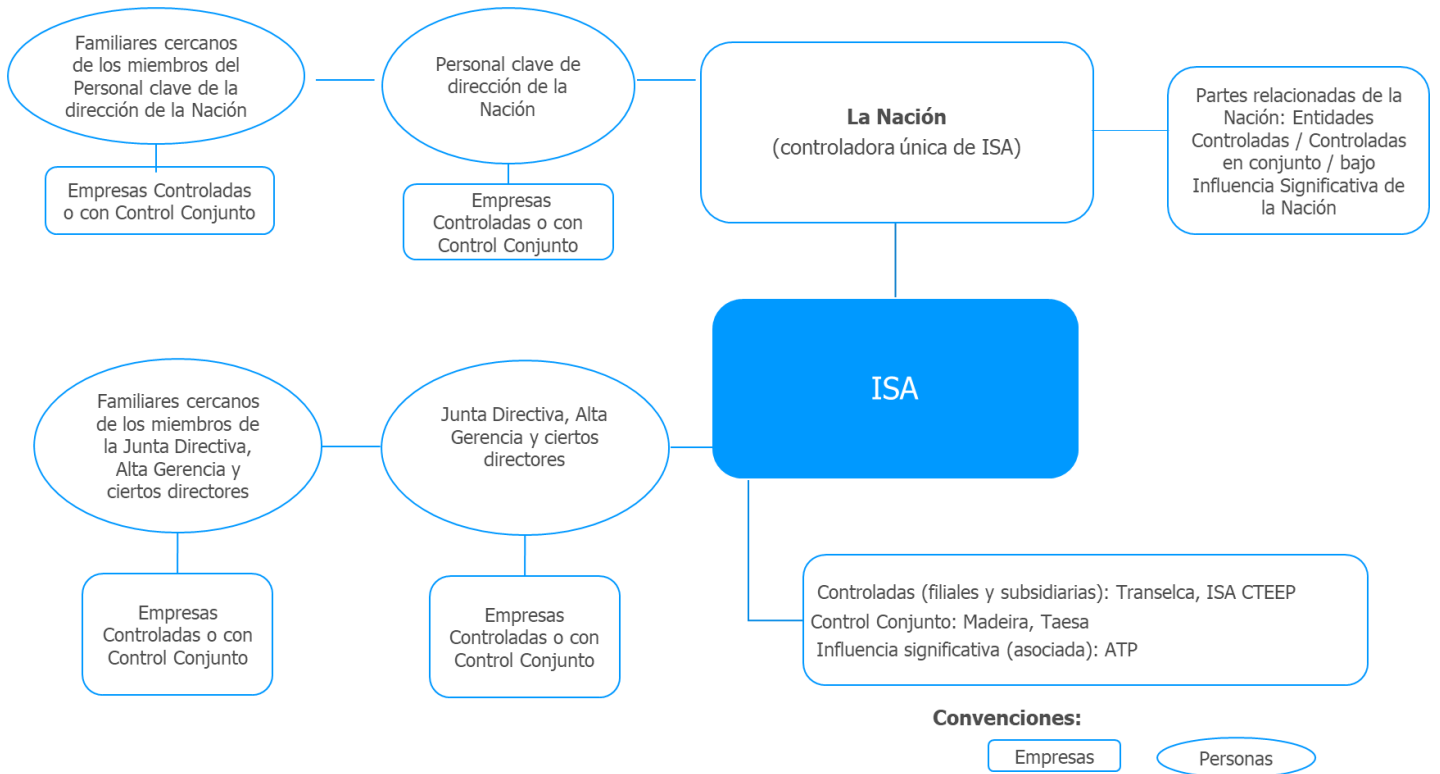 Familiares cercanos
de los miembros del
Personal clave de la
dirección de la Nación
Empresas Controladas
o con Control Conjunto
Personal clave de
dirección de la
Nación
Empresas
Controladas o con
Control Conjunto
La Nación
(controladora única de ISA)
Partes relacionadas de la
Nación: Entidades
Controladas / Controladas
en conjunto / bajo
Influencia Significativa de
la Nación
ISA
Familiares cercanos
de los miembros de
la Junta Directiva,
Alta Gerencia y
ciertos directores
Empresas
Controladas o con
Control Conjunto
Junta Directiva, Alta
Gerencia y ciertos
directores
Empresas
Controladas o con
Control Conjunto
Controladas (filiales y subsidiarias): Transelca, ISA CTEEP
Control Conjunto: Madeira, Taesa
Influencia significativa (asociada): ATP
Convenciones:
Empresas
Personas